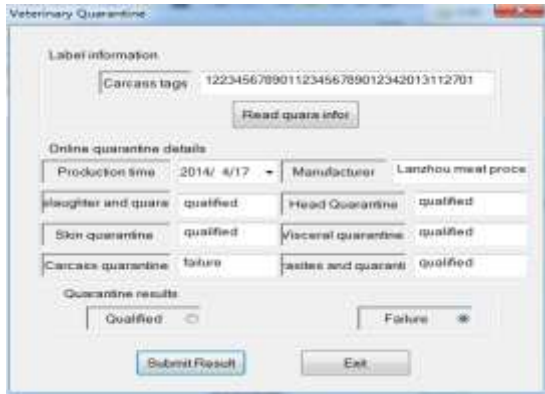 Veterinary Quarantine
Label information
Carcass tags 122345678901123456789012342013112701
Read quara infor
Online quarantine details
Production time 2014/ 4/17 Manufacturer Lanzhou meat proce
slaughter and quara qualified Head Quarantine qualified
Skin quarantine qualified Visceral quarantine qualified
Carcass quarantine failure rasites and quaranti qualified
Quarantine results
Qualified Failure
Submit Result Exit